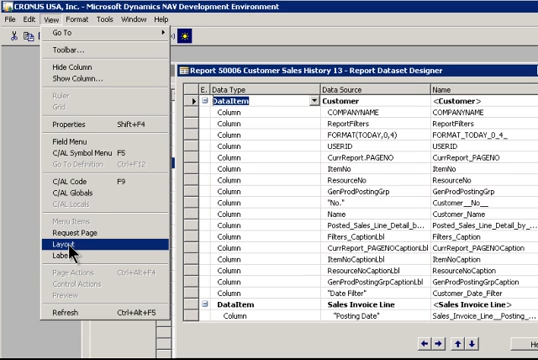 CRONUS USA, Inc. - Microsoft Dynamics NAV Development Environment
File Edit View Format Tools Window Help
Go To
Toolbar...
Hide Column
Show Column...
Ruler
Grid
Properties Shift+F4
Field Menu
C/AL Symbol Menu F5
Go To Definition Ctrl+F12
C/AL Code F9
C/AL Globals
C/AL Locals
Menu Items
Request Page
Layout
Label
Page Actions Ctrl+Alt+F4
Control Actions
Preview
Refresh Ctrl+Alt+F5
Report 50006 Customer Sales History 13 - Report Dataset Designer
E. Data Type Data Source Name
DataItem Customer <Customer>
Column COMPANYNAME COMPANYNAME
Column ReportFilters ReportFilters
Column FORMAT(TODAY,0,4) FORMAT_TODAY_0_4_
Column USERID USERID
Column CurrReport.PAGENO CurrReport_PAGENO
Column ItemNo ItemNo
Column ResourceNo ResourceNo
Column GenProdPostingGrp GenProdPostingGrp
Column "No." Customer__No__
Column Name Customer_Name
Column Posted_Sales_Line_Detail_by... Posted_Sales_Line_Detail_by...
Column Filters_CaptionLbl Filters_Caption
Column CurrReport_PAGENOCaptionLbl CurrReport_PAGENOCaption
Column ItemNoCaptionLbl ItemNoCaption
Column ResourceNoCaptionLbl ResourceNoCaption
Column GenProdPostingGrpCaptionLbl GenProdPostingGrpCaption
Column "Date Filter" Customer_Date_Filter
DataItem Sales Invoice Line <Sales Invoice Line>
Column "Posting Date" Sales_Invoice_Line__Posting_...